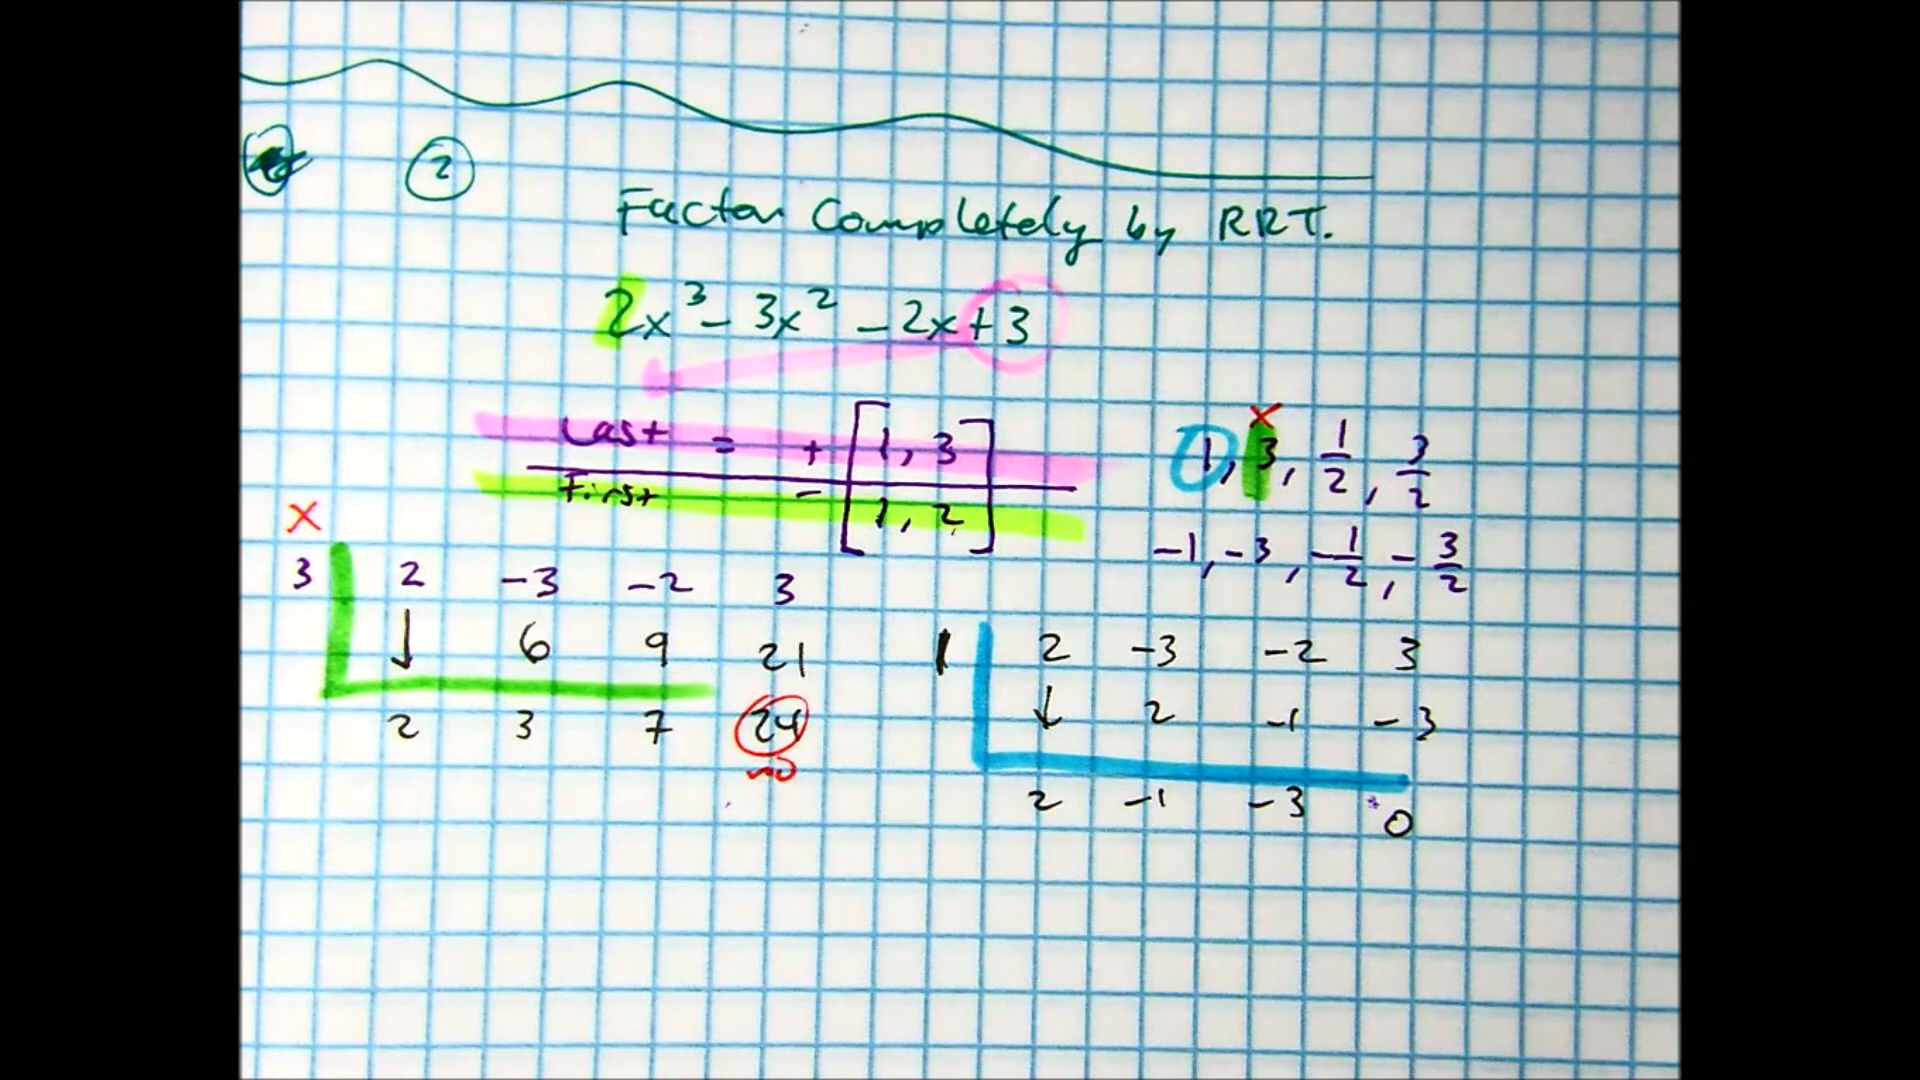 ②
Factor Completely by RRT.
2x³ - 3x² - 2x + 3
Last = + [1, 3]
First - [1, 2]
x
1, 3, 1/2, 3/2
-1, -3, -1/2, -3/2
x
3 2 -3 -2 3
↓ 6 9 21
2 3 7 24
no
1 2 -3 -2 3
↓ 2 -1 -3
2 -1 -3 0